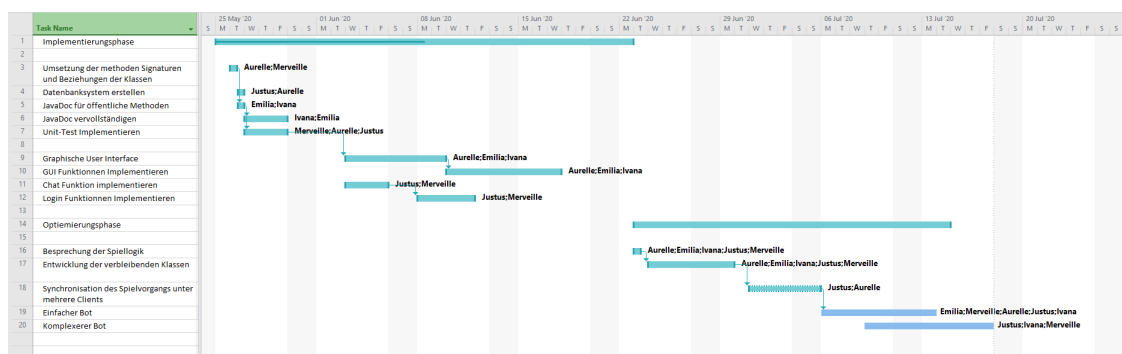 25 May '20 01 Jun '20 08 Jun '20 15 Jun '20 22 Jun '20 29 Jun '20 06 Jul '20 13 Jul '20 20 Jul '20
Task Name S M T W T F S S M T W T F S S M T W T F S S M T W T F S S M T W T F S S M T W T F S S M T W T F S S M T W T F S S M T W T F S S
1 Implementierungphase
2
3 Umsetzung der methoden Signaturen Aurelle;Merveille
und Beziehungen der Klassen
4 Datenbanksystem erstellen Justus;Aurelle
5 JavaDoc für öffentliche Methoden Emilia;Ivana
6 JavaDoc vervollständigen Ivana;Emilia
7 Unit-Test Implementieren Merveille;Aurelle;Justus
8
9 Graphische User Interface Aurelle;Emilia;Ivana
10 GUI Funktionnen Implementieren Aurelle;Emilia;Ivana
11 Chat Funktion implementieren Justus;Merveille
12 Login Funktionnen Implementieren Justus;Merveille
13
14 Optiemierungsphase
15
16 Besprechung der Spiellogik Aurelle;Emilia;Ivana;Justus;Merveille
17 Entwicklung der verbleibenden Klassen Aurelle;Emilia;Ivana;Justus;Merveille
18 Synchronisation des Spielvorgangs unter Justus;Aurelle
mehrere Clients
19 Einfacher Bot Emilia;Merveille;Aurelle;Justus;Ivana
20 Komplexerer Bot Justus;Ivana;Merveille